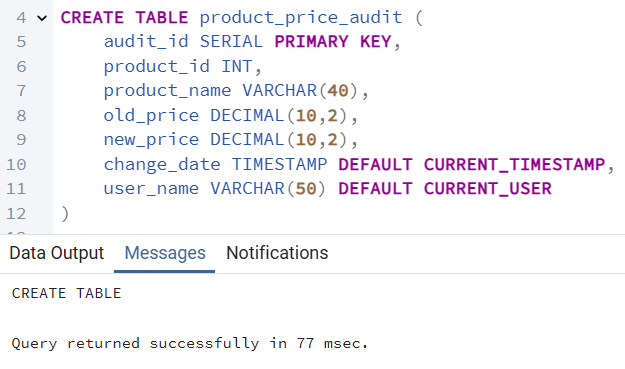 4 CREATE TABLE product_price_audit (
5 audit_id SERIAL PRIMARY KEY,
6 product_id INT,
7 product_name VARCHAR(40),
8 old_price DECIMAL(10,2),
9 new_price DECIMAL(10,2),
10 change_date TIMESTAMP DEFAULT CURRENT_TIMESTAMP,
11 user_name VARCHAR(50) DEFAULT CURRENT_USER
12 )
Data Output Messages Notifications
CREATE TABLE
Query returned successfully in 77 msec.